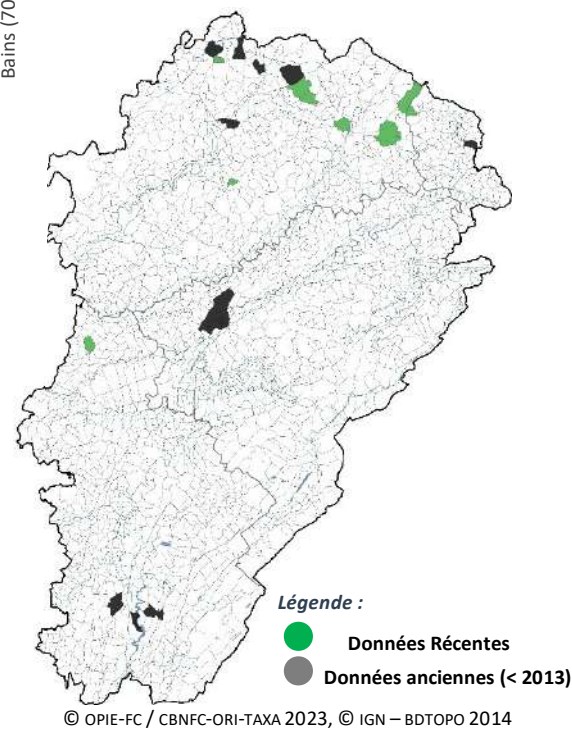 Bains (70
Légende :
Données Récentes
Données anciennes (< 2013)
© OPIE-FC / CBNFC-ORI-TAXA 2023, © IGN – BDTOPO 2014